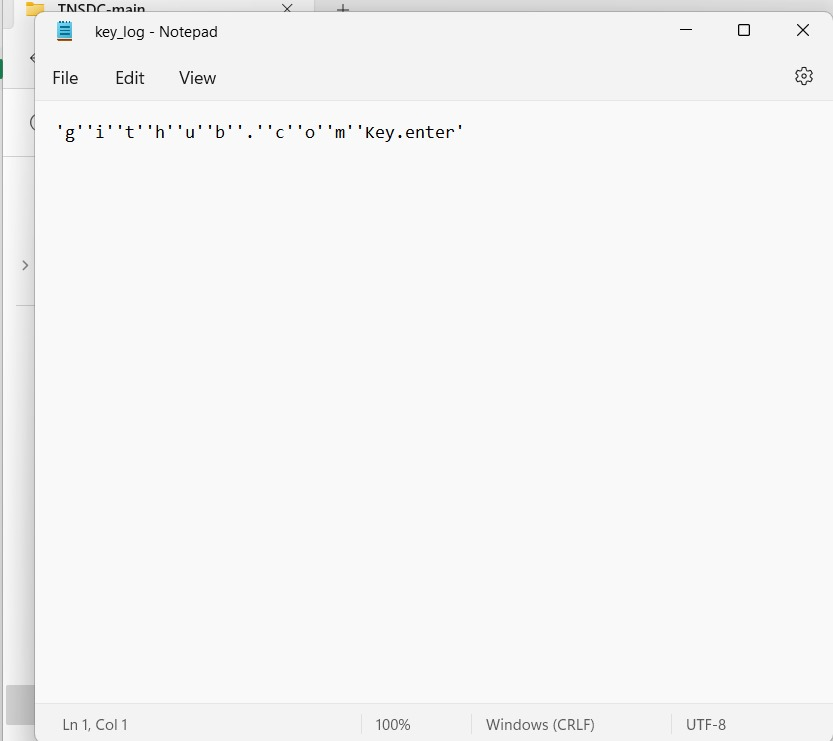 TNSDC-main
key_log - Notepad
File Edit View
'g''i''t''h''u''b''.''c''o''m''Key.enter'
Ln 1, Col 1 100% Windows (CRLF) UTF-8